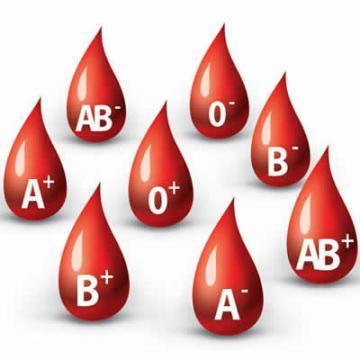 AB-
O-
B-
A+
O+
AB+
B+
A-